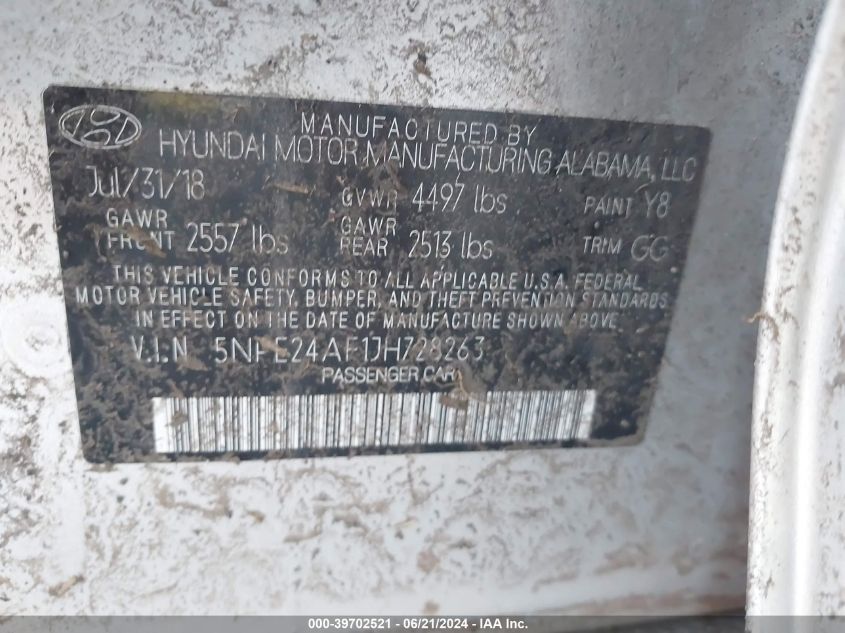 MANUFACTURED BY
HYUNDAI MOTOR MANUFACTURING ALABAMA, LLC
Jul/31/18 GVWR 4497 lbs PAINT Y8
GAWR FRONT 2557 lbs GAWR REAR 2513 lbs TRIM GG
THIS VEHICLE CONFORMS TO ALL APPLICABLE U.S.A. FEDERAL
MOTOR VEHICLE SAFETY, BUMPER, AND THEFT PREVENTION STANDARDS
IN EFFECT ON THE DATE OF MANUFACTURE SHOWN ABOVE.
V.I.N 5NPE24AF1JH728263
PASSENGER CAR
000-39702521 - 06/21/2024 - IAA Inc.